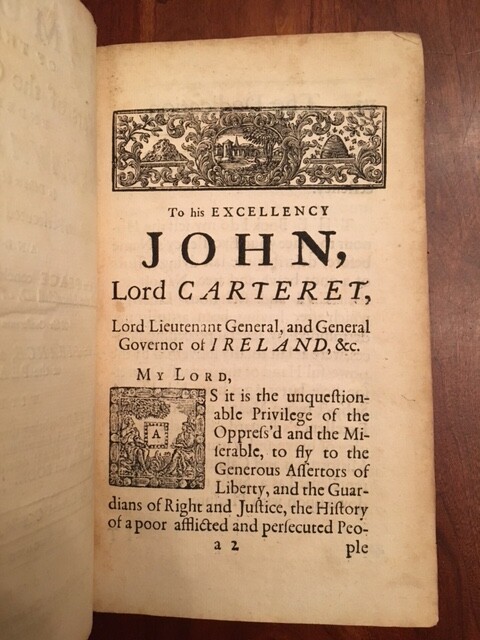 To his EXCELLENCY
JOHN,
Lord CARTERET,
Lord Lieutenant General, and General
Governor of IRELAND, &c.
MY LORD,
AS it is the unqueſtion-
able Privilege of the
Oppreſs'd and the Mi-
ſerable, to fly to the
Generous Aſſertors of
Liberty, and the Guar-
dians of Right and Juſtice, the Hiſtory
of a poor afflicted and perſecuted Peo-
a 2 ple